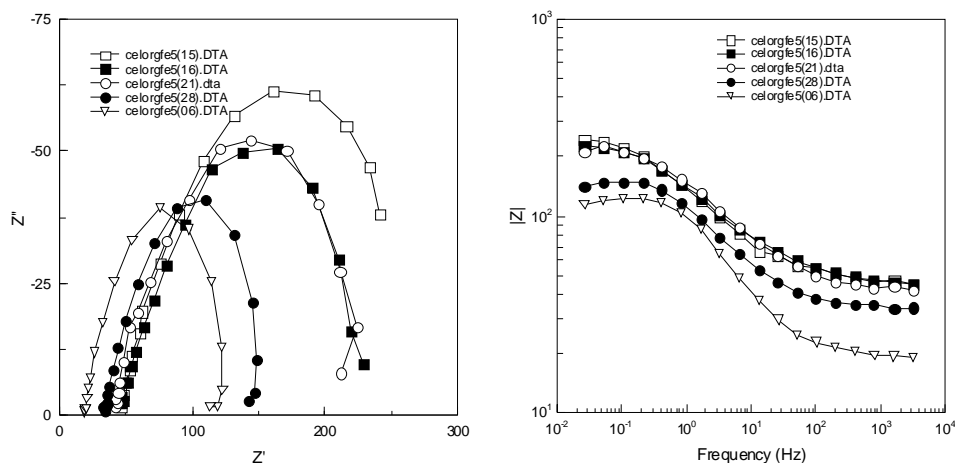 -75
-50
-25
0
Z''
celorgfe5(15).DTA
celorgfe5(16).DTA
celorgfe5(21).dta
celorgfe5(28).DTA
celorgfe5(06).DTA
0
100
200
300
Z'
10³
10²
10¹
|Z|
celorgfe5(15).DTA
celorgfe5(16).DTA
celorgfe5(21).dta
celorgfe5(28).DTA
celorgfe5(06).DTA
10⁻²
10⁻¹
10⁰
10¹
10²
10³
10⁴
Frequency (Hz)